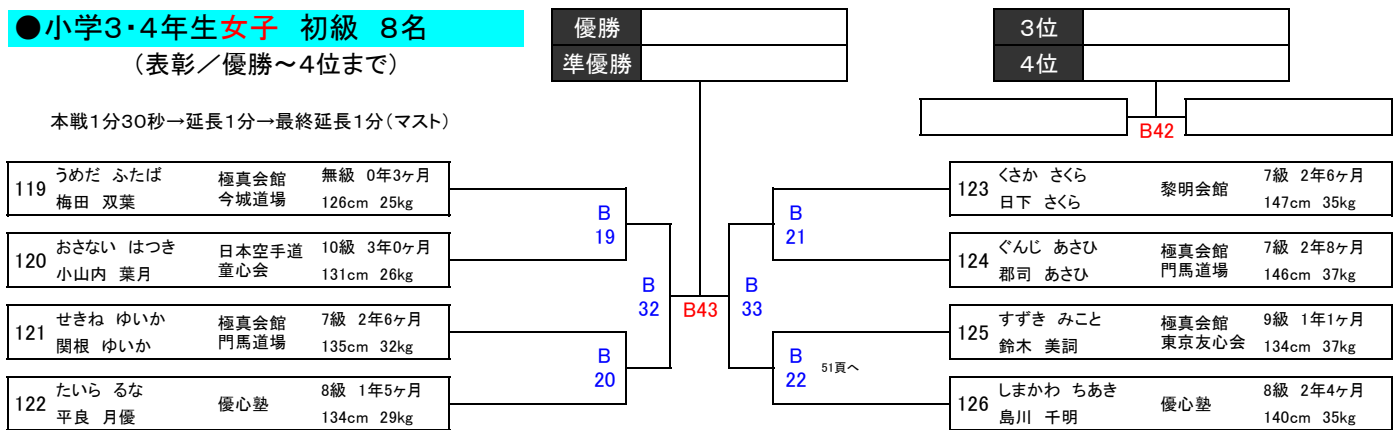 ●小学3・4年生女子 初級 8名
(表彰/優勝~4位まで)
本戦1分30秒→延長1分→最終延長1分(マスト)
優勝
準優勝
3位
4位
B42
119 うめだ ふたば 極真会館 無級 0年3ヶ月
梅田 双葉 今城道場 126cm 25kg
B
19
120 おさない はつき 日本空手道 10級 3年0ヶ月
小山内 葉月 童心会 131cm 26kg
B
32
121 せきね ゆいか 極真会館 7級 2年6ヶ月
関根 ゆいか 門馬道場 135cm 32kg
B
20
122 たいら るな 優心塾 8級 1年5ヶ月
平良 月優 134cm 29kg
B43
123 くさか さくら 黎明会館 7級 2年6ヶ月
日下 さくら 147cm 35kg
B
21
124 ぐんじ あさひ 極真会館 7級 2年8ヶ月
郡司 あさひ 門馬道場 146cm 37kg
B
33
125 すずき みこと 極真会館 9級 1年1ヶ月
鈴木 美詞 東京友心会 134cm 37kg
B
22 51頁へ
126 しまかわ ちあき 優心塾 8級 2年4ヶ月
島川 千明 140cm 35kg